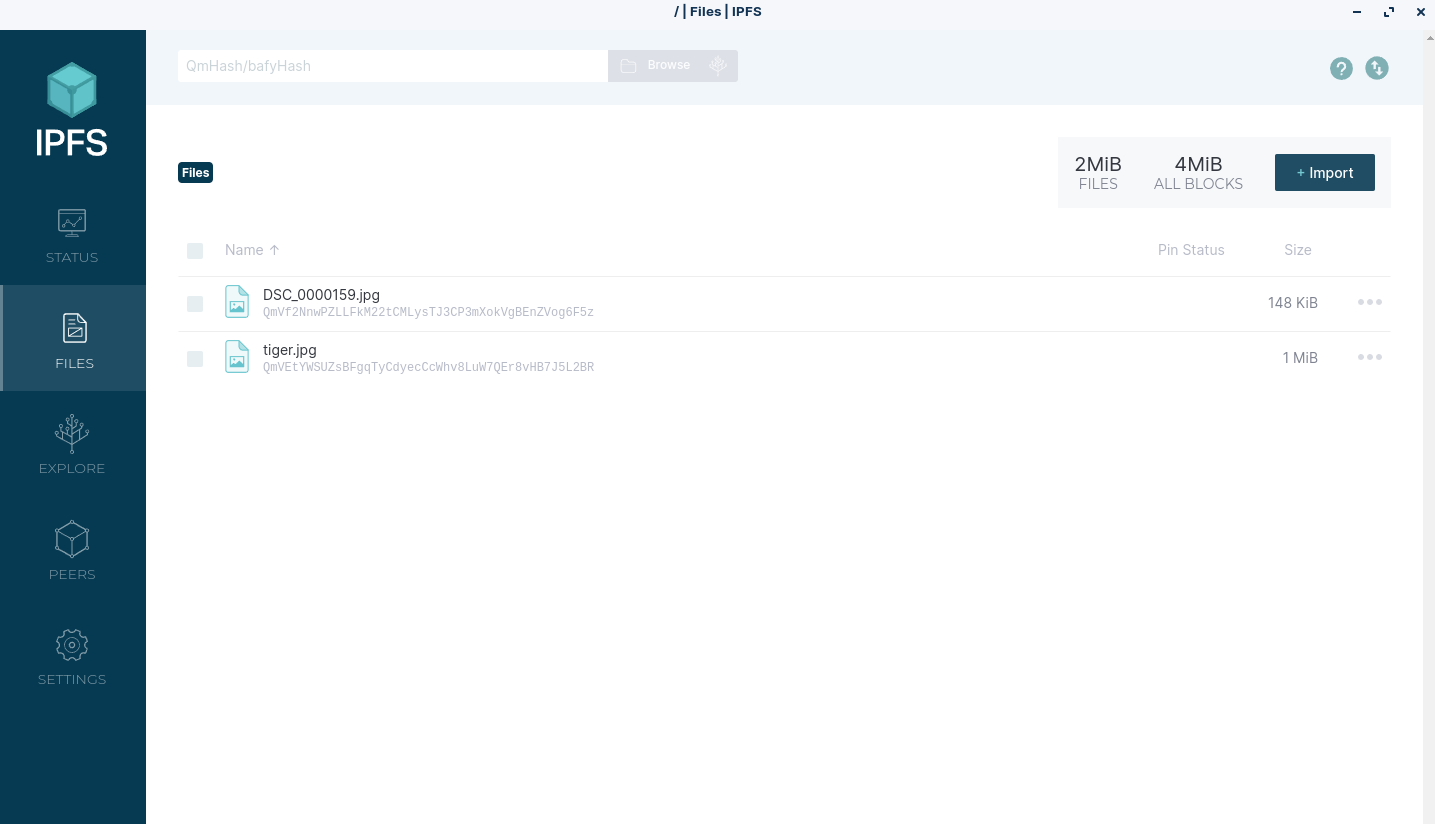 / | Files | IPFS
QmHash/bafyHash
Browse
?
IPFS
2MiB
FILES
4MiB
ALL BLOCKS
+ Import
Files
STATUS
FILES
EXPLORE
PEERS
SETTINGS
Name ↑
Pin Status
Size
DSC_0000159.jpg
QmVf2NnwPZLLFkM22tCMLysTJ3CP3mXokVgBEnZVog6F5z
148 KiB
tiger.jpg
QmVEtYWSUZsBFgqTyCdyecCcWhv8LuW7QEr8vHB7J5L2BR
1 MiB